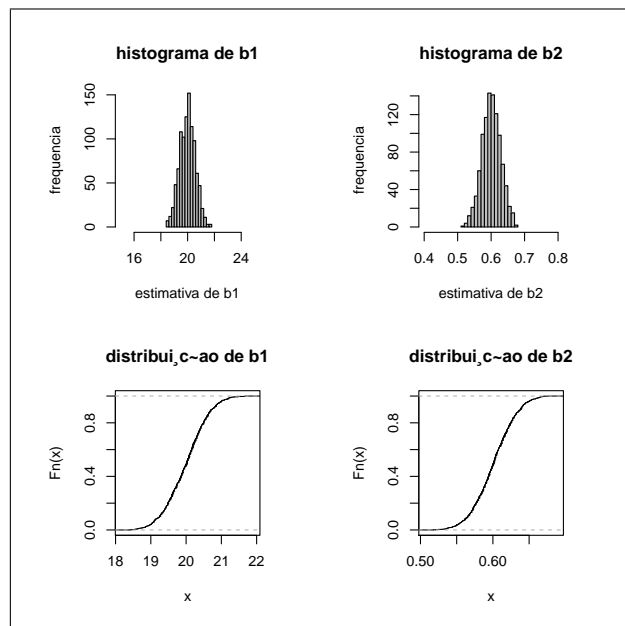 histograma de b1
frequencia
0 50 100 150
16 18 20 22 24
estimativa de b1
histograma de b2
frequencia
0 40 80 120
0.4 0.5 0.6 0.7 0.8
estimativa de b2
distribui¸c~ao de b1
Fn(x)
0.0 0.4 0.8
18 19 20 21 22
x
distribui¸c~ao de b2
Fn(x)
0.0 0.4 0.8
0.50 0.60
x